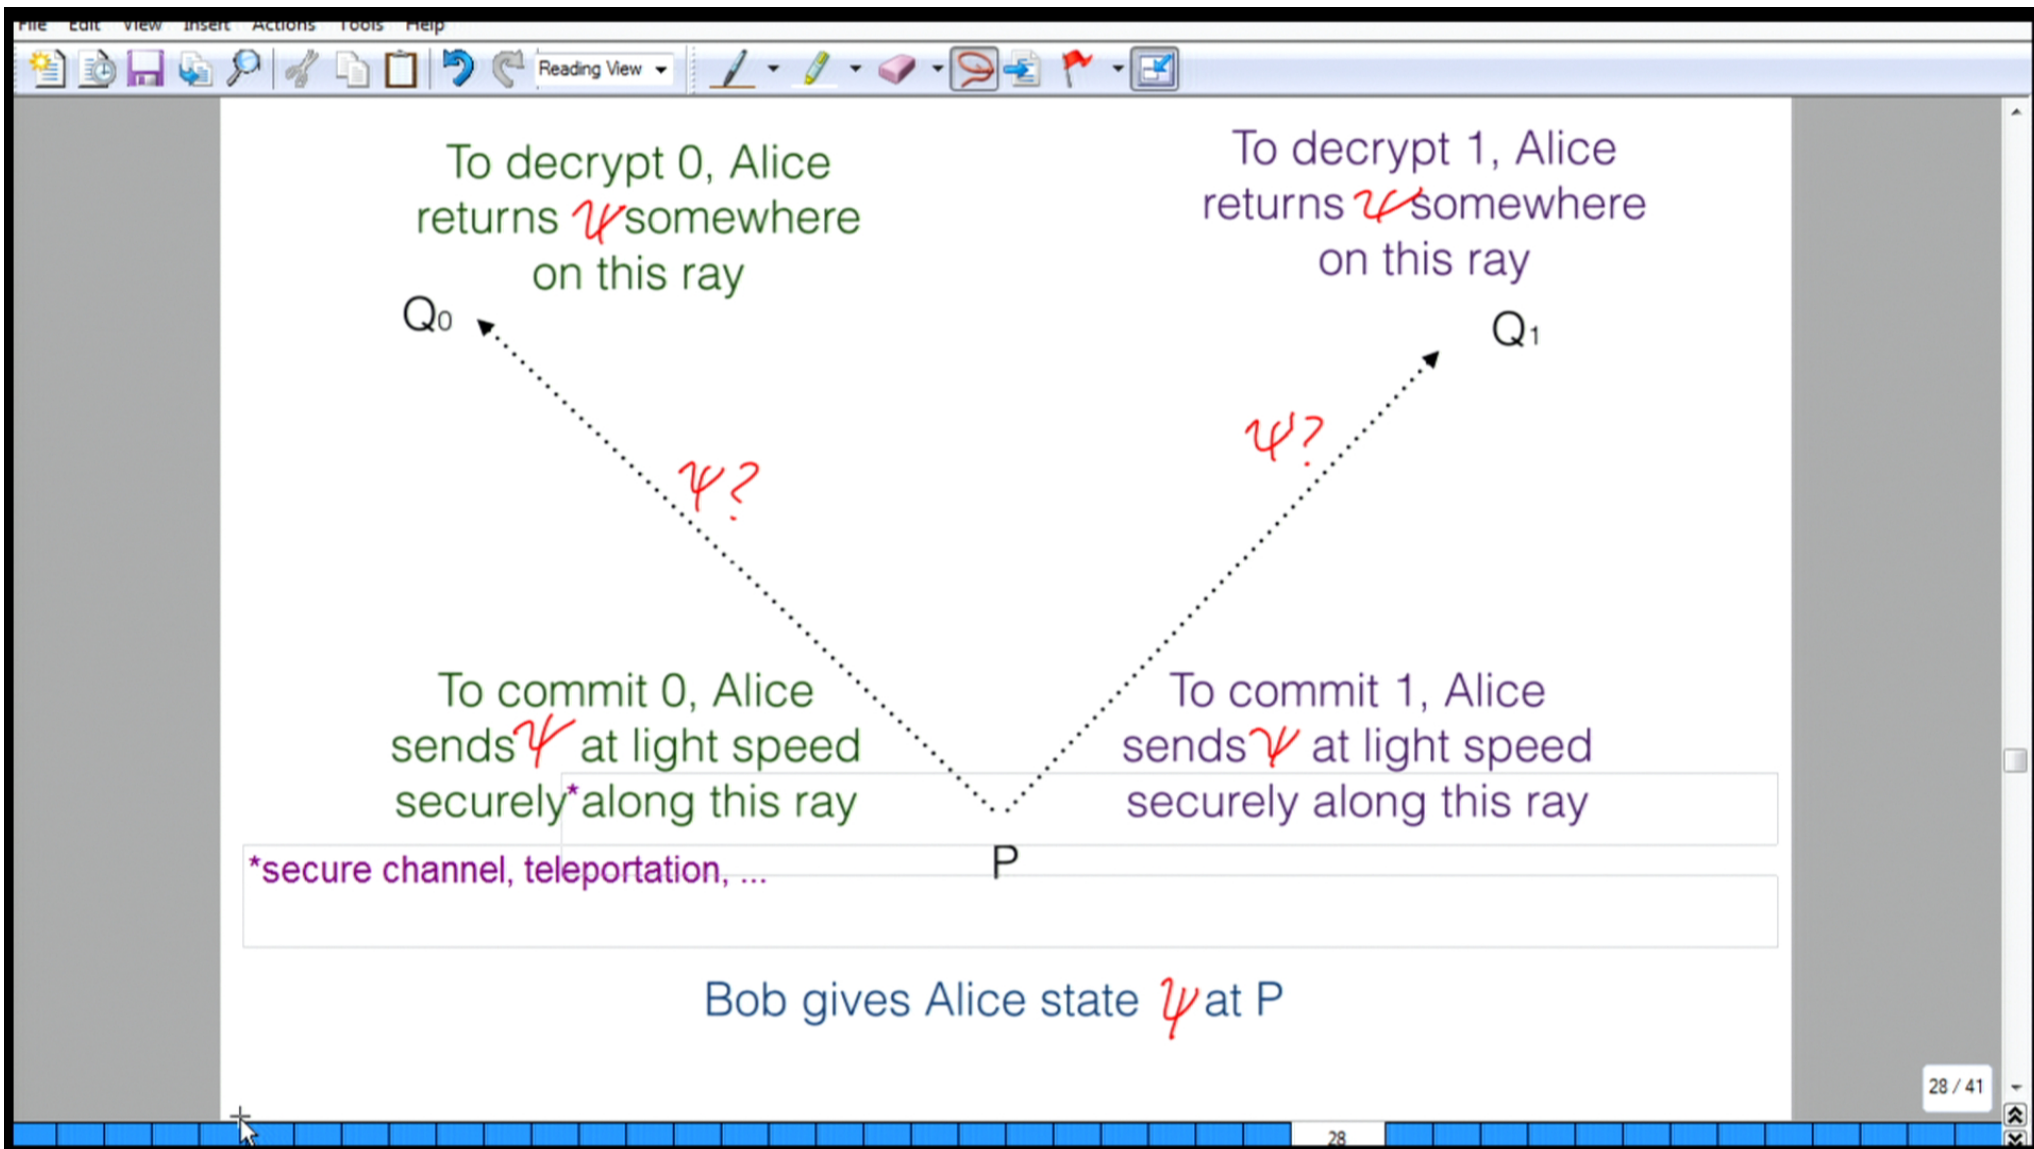 File Edit View Insert Actions Tools Help
Reading View
To decrypt 0, Alice
returns ψ somewhere
on this ray
To decrypt 1, Alice
returns ψ somewhere
on this ray
Q0
Q1
ψ?
ψ?
To commit 0, Alice
sends ψ at light speed
securely* along this ray
To commit 1, Alice
sends ψ at light speed
securely along this ray
P
*secure channel, teleportation, ...
Bob gives Alice state ψ at P
28 / 41
28